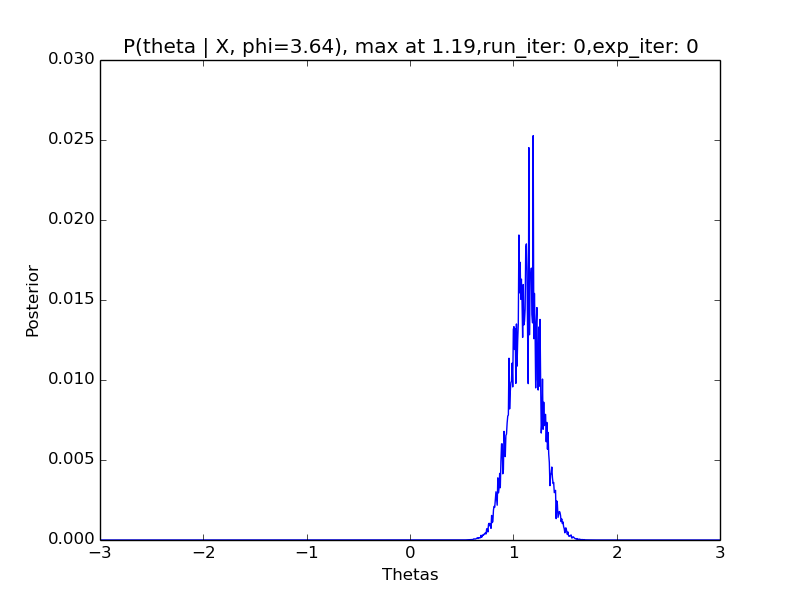 P(theta | X, phi=3.64), max at 1.19,run_iter: 0,exp_iter: 0
0.030
0.025
0.020
0.015
0.010
0.005
0.000
Posterior
−3 −2 −1 0 1 2 3
Thetas